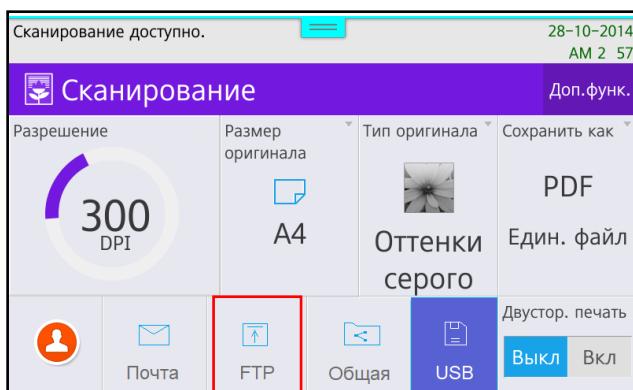 Сканирование доступно.
28-10-2014
AM 2 57
Сканирование
Доп.функ.
Разрешение
300
DPI
Размер
оригинала
A4
Тип оригинала
Оттенки
серого
Сохранить как
PDF
Един. файл
Почта
FTP
Общая
USB
Двустор. печать
Выкл
Вкл